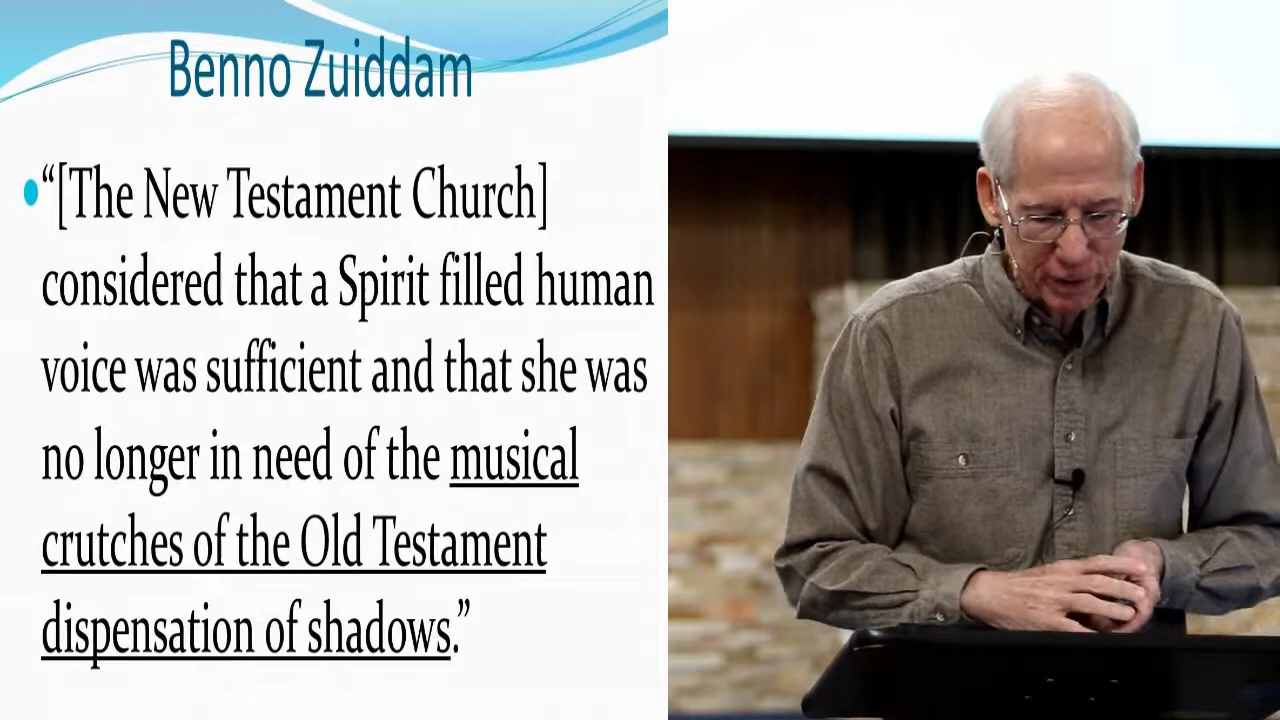 Benno Zuiddam
•“[The New Testament Church]
considered that a Spirit filled human
voice was sufficient and that she was
no longer in need of the musical
crutches of the Old Testament
dispensation of shadows.”